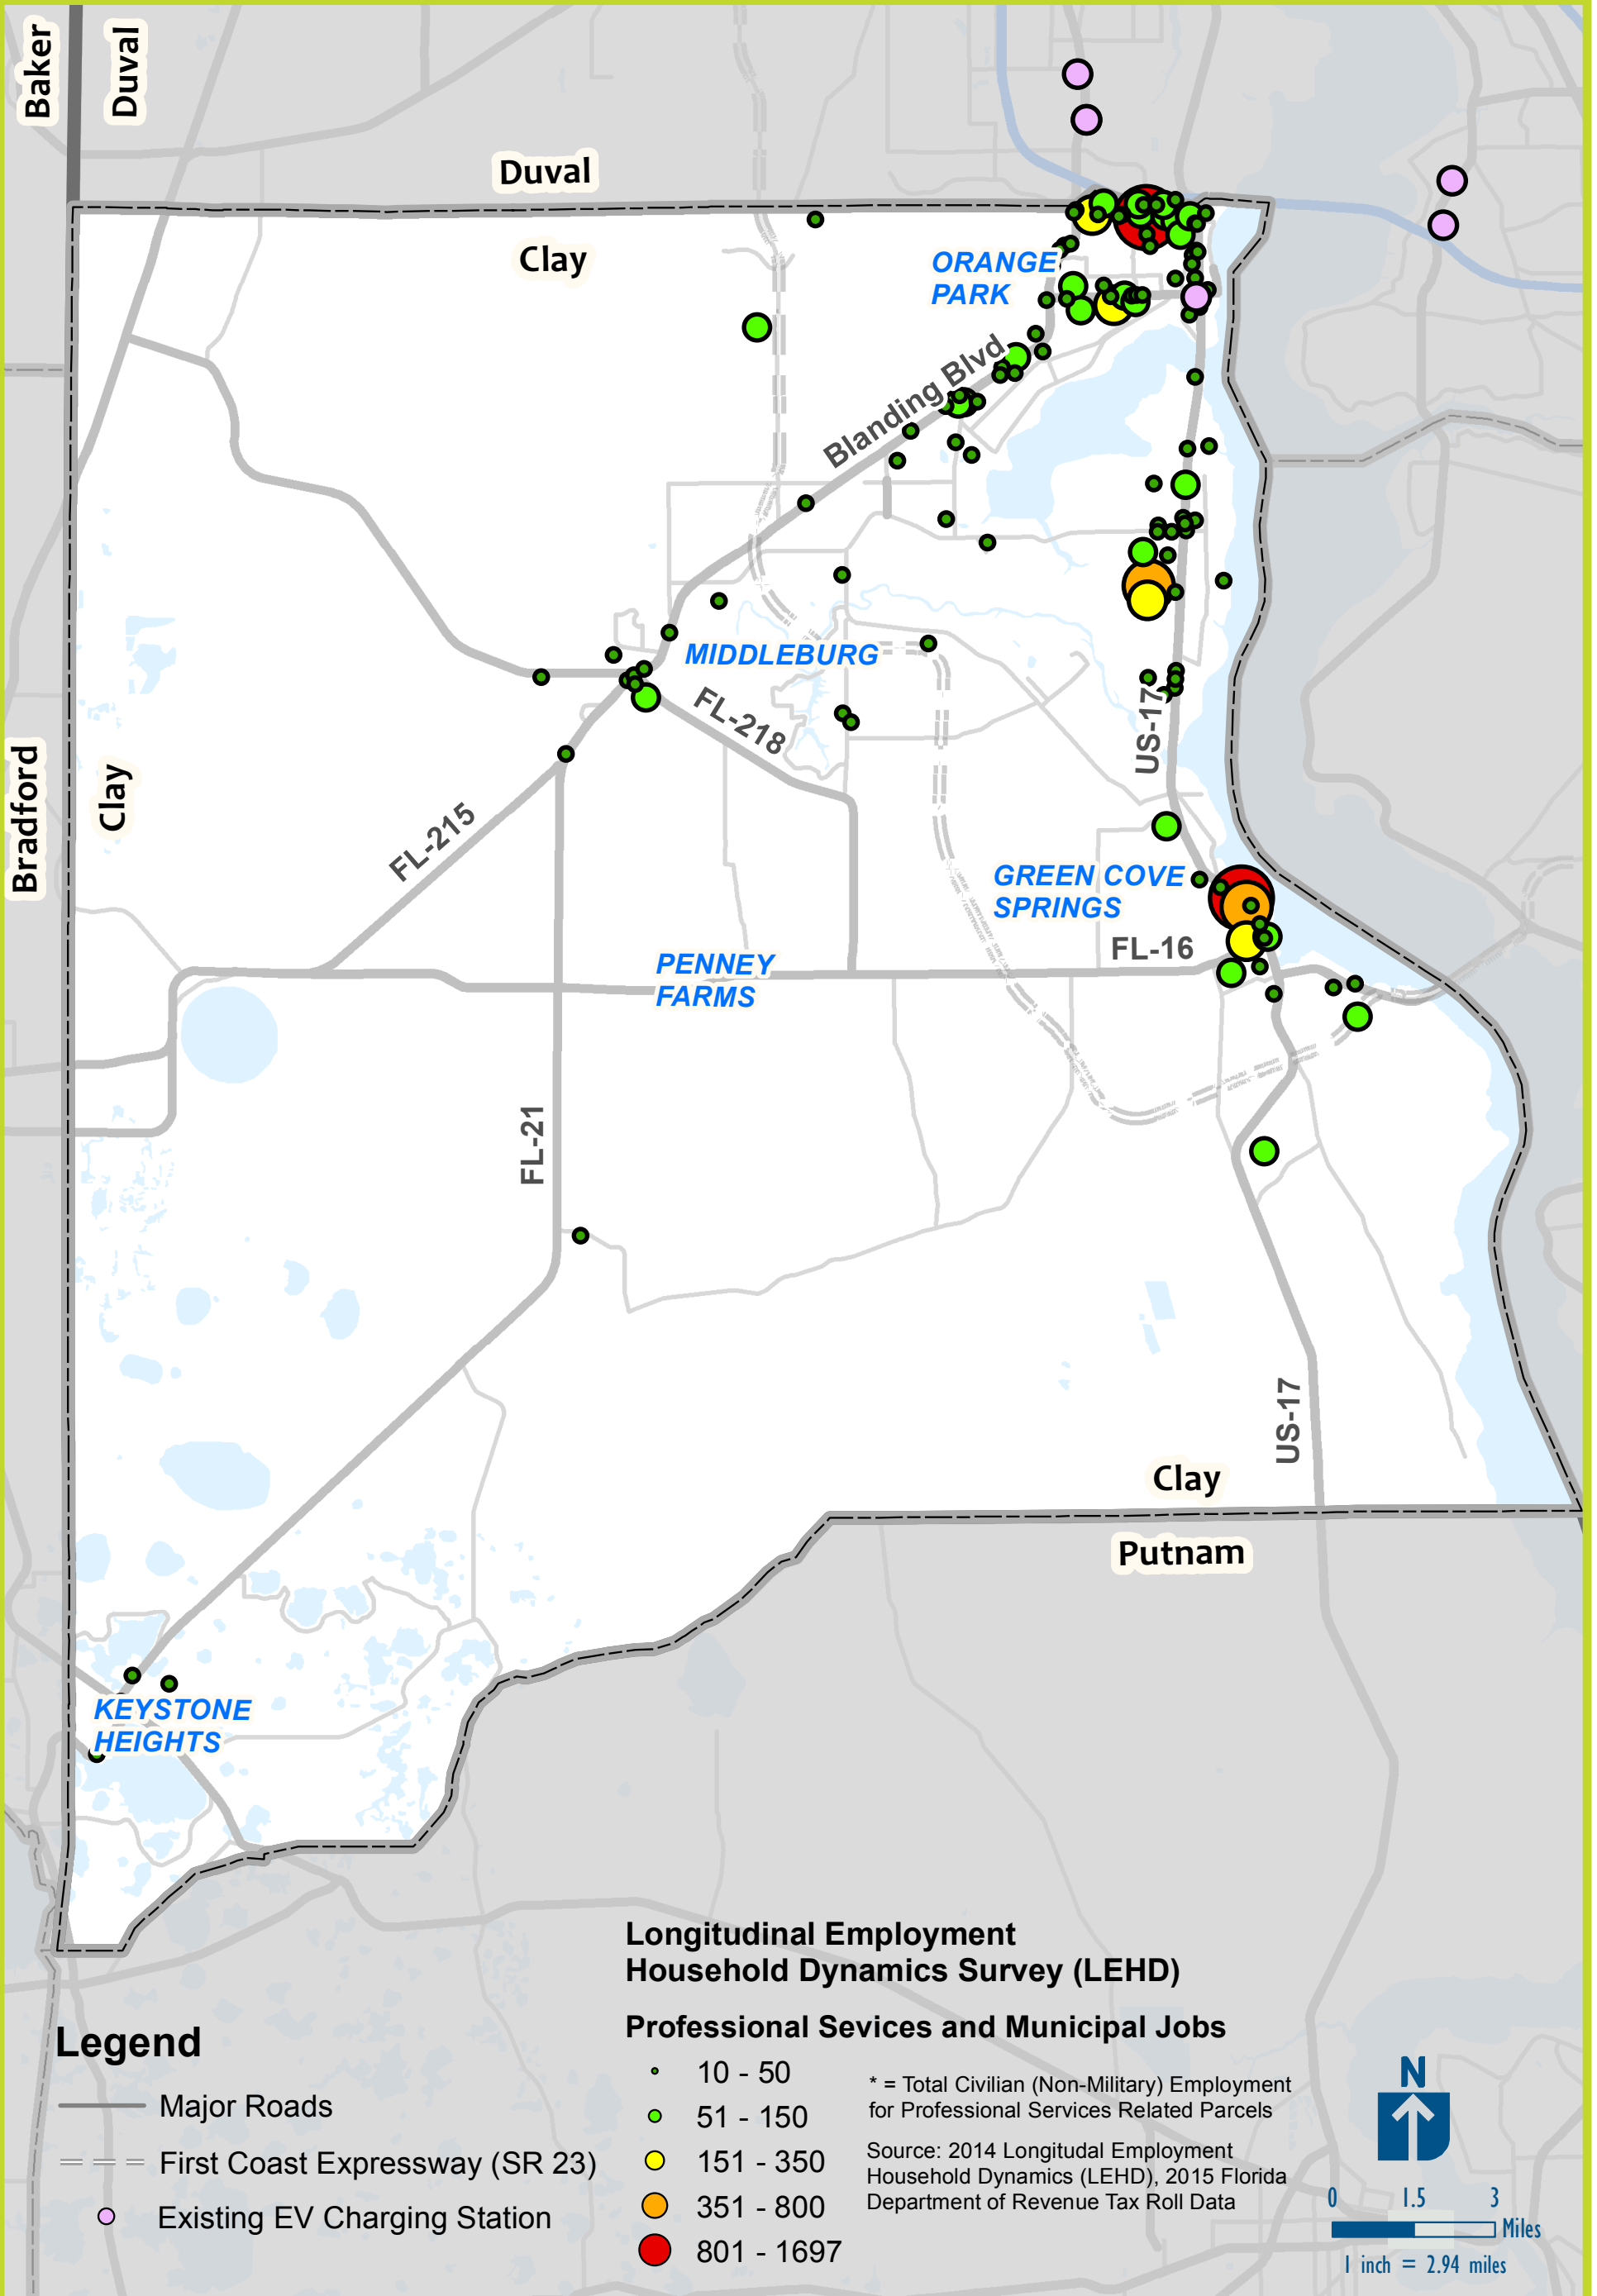 Baker
Duval
Duval
Clay
ORANGE
PARK
Blanding Blvd
MIDDLEBURG
FL-218
US-17
Bradford
Clay
FL-215
GREEN COVE
SPRINGS
FL-16
PENNEY
FARMS
FL-21
US-17
Clay
Putnam
KEYSTONE
HEIGHTS
Longitudinal Employment
Household Dynamics Survey (LEHD)
Professional Sevices and Municipal Jobs
10 - 50
51 - 150
151 - 350
351 - 800
801 - 1697
* = Total Civilian (Non-Military) Employment
for Professional Services Related Parcels
Source: 2014 Longitudal Employment
Household Dynamics (LEHD), 2015 Florida
Department of Revenue Tax Roll Data
Legend
Major Roads
First Coast Expressway (SR 23)
Existing EV Charging Station
N
0 1.5 3
Miles
1 inch = 2.94 miles